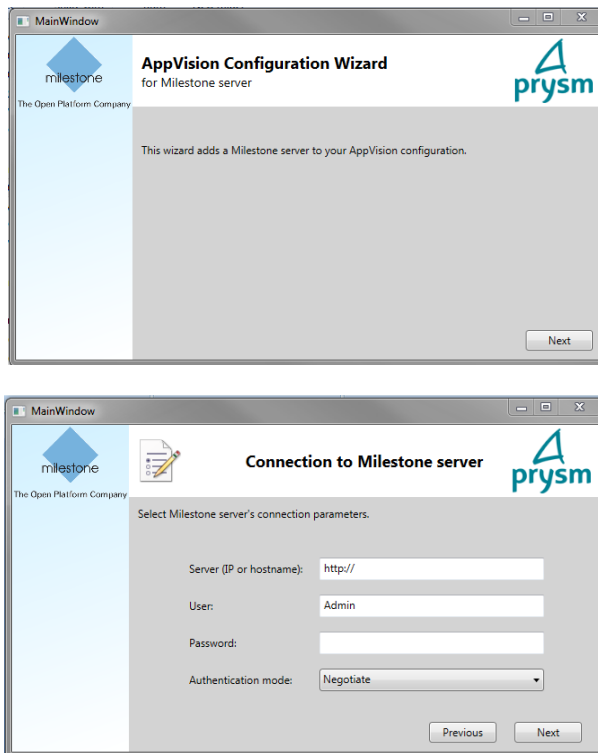 MainWindow
milestone
The Open Platform Company
AppVision Configuration Wizard
for Milestone server
prysm
This wizard adds a Milestone server to your AppVision configuration.
Next
MainWindow
milestone
The Open Platform Company
Connection to Milestone server
prysm
Select Milestone server's connection parameters.
Server (IP or hostname): http://
User: Admin
Password:
Authentication mode: Negotiate
Previous Next